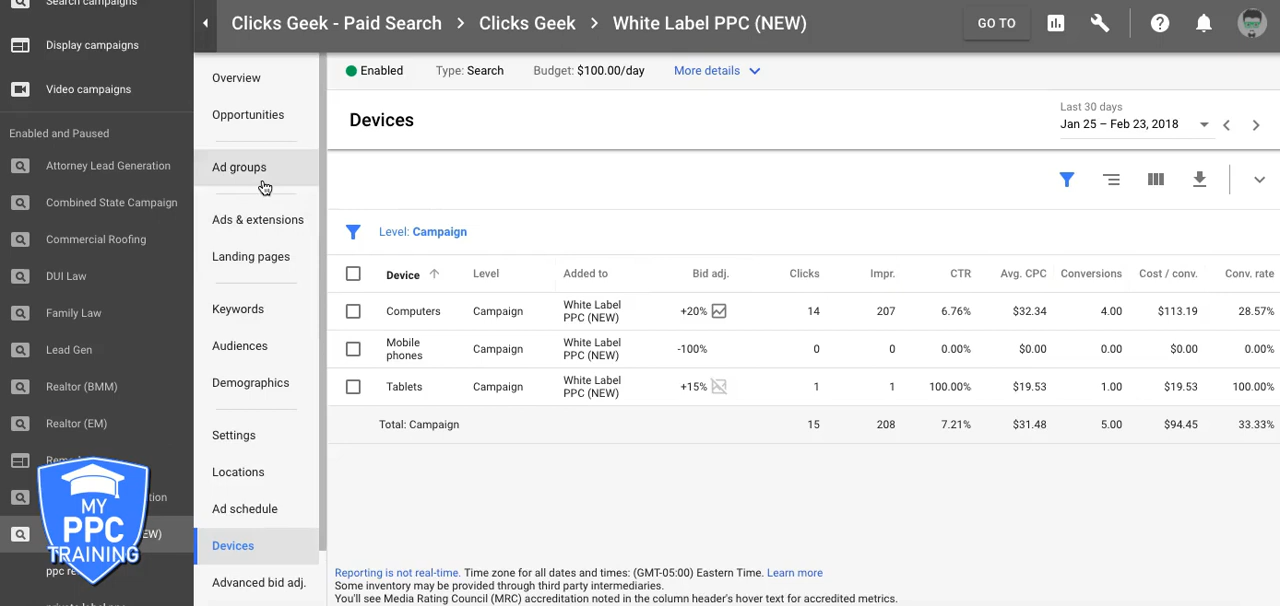 Search campaigns
Display campaigns
Video campaigns
Enabled and Paused
Attorney Lead Generation
Combined State Campaign
Commercial Roofing
DUI Law
Family Law
Lead Gen
Realtor (BMM)
Realtor (EM)
tion
EW)
MY
PPC
TRAINING
Clicks Geek - Paid Search > Clicks Geek > White Label PPC (NEW)
GO TO
Overview
Opportunities
Ad groups
Ads & extensions
Landing pages
Keywords
Audiences
Demographics
Settings
Locations
Ad schedule
Devices
Advanced bid adj.
Enabled Type: Search Budget: $100.00/day More details
Devices
Last 30 days
Jan 25 – Feb 23, 2018
Level: Campaign
Device Level Added to Bid adj. Clicks Impr. CTR Avg. CPC Conversions Cost / conv. Conv. rate
Computers Campaign White Label PPC (NEW) +20% 14 207 6.76% $32.34 4.00 $113.19 28.57%
Mobile phones Campaign White Label PPC (NEW) -100% 0 0 0.00% $0.00 0.00 $0.00 0.00%
Tablets Campaign White Label PPC (NEW) +15% 1 1 100.00% $19.53 1.00 $19.53 100.00%
Total: Campaign 15 208 7.21% $31.48 5.00 $94.45 33.33%
Reporting is not real-time. Time zone for all dates and times: (GMT-05:00) Eastern Time. Learn more
Some inventory may be provided through third party intermediaries.
You'll see Media Rating Council (MRC) accreditation noted in the column header's hover text for accredited metrics.